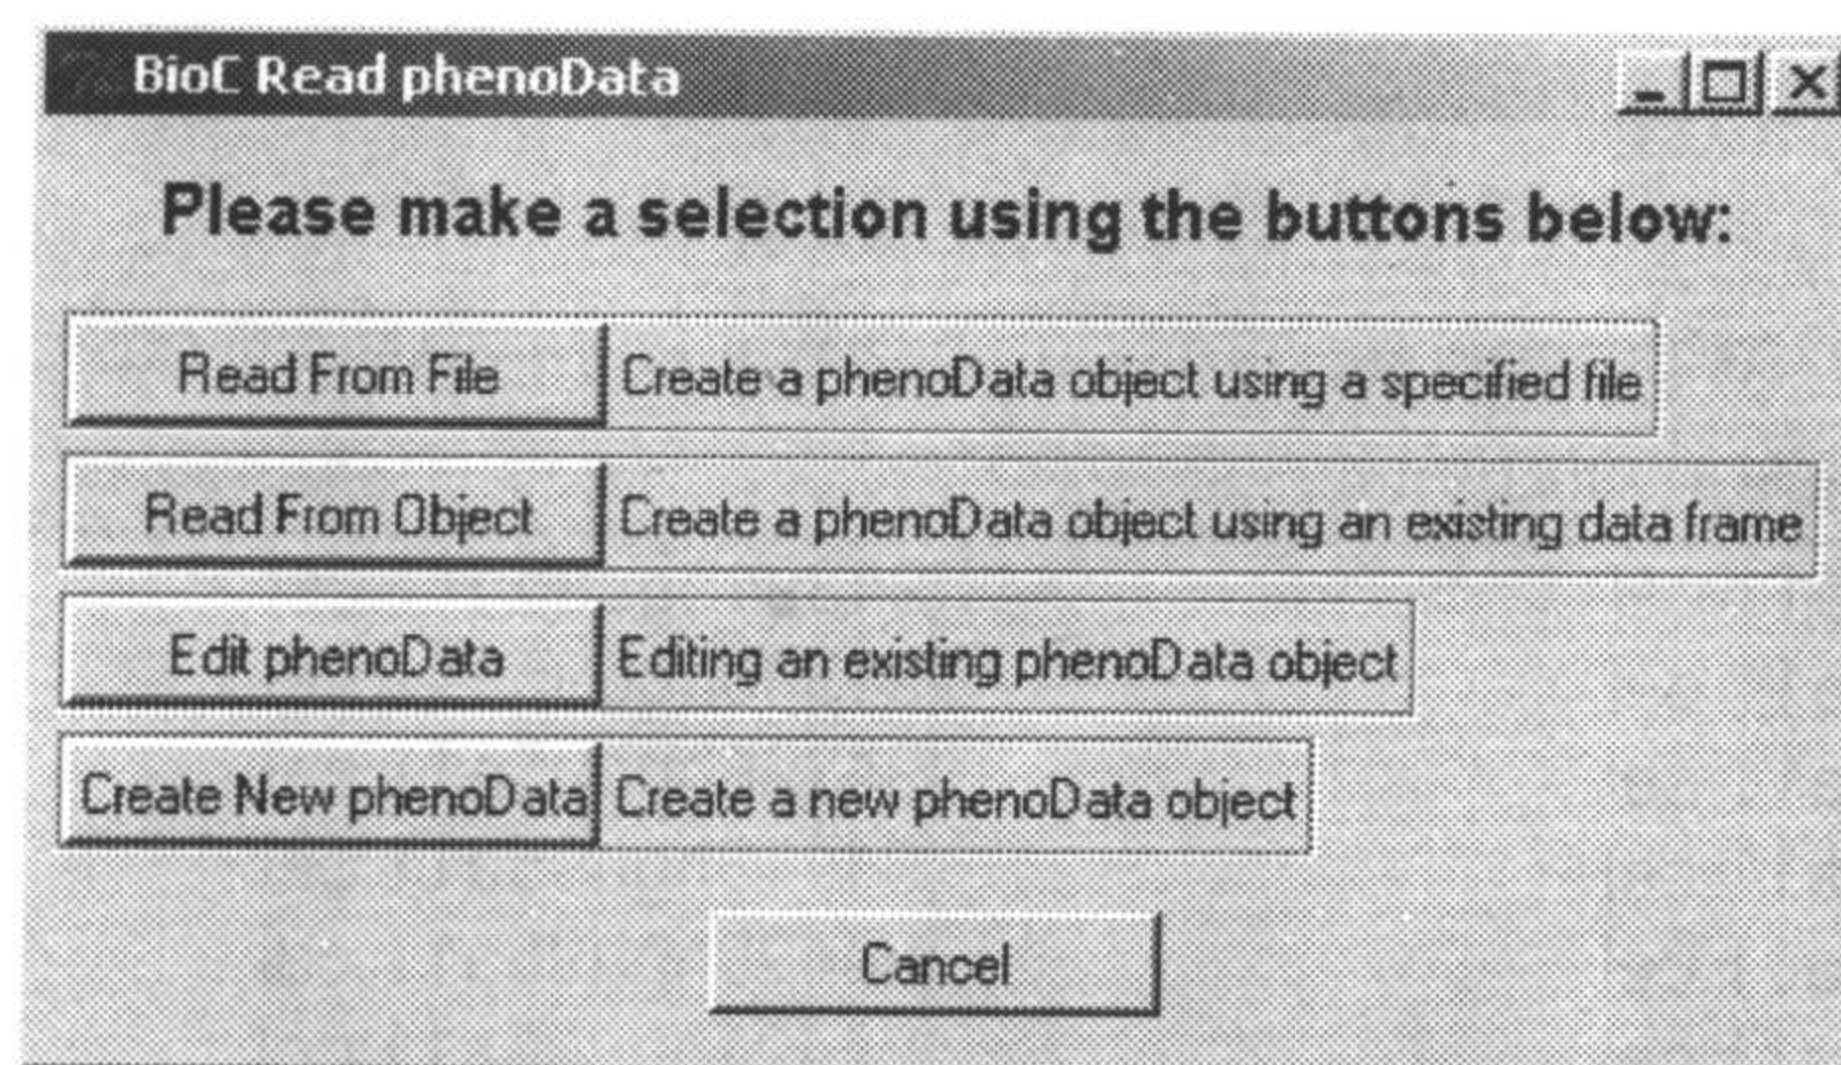 BioC Read phenoData
Please make a selection using the buttons below:
Read From File Create a phenoData object using a specified file
Read From Object Create a phenoData object using an existing data frame
Edit phenoData Editing an existing phenoData object
Create New phenoData Create a new phenoData object
Cancel